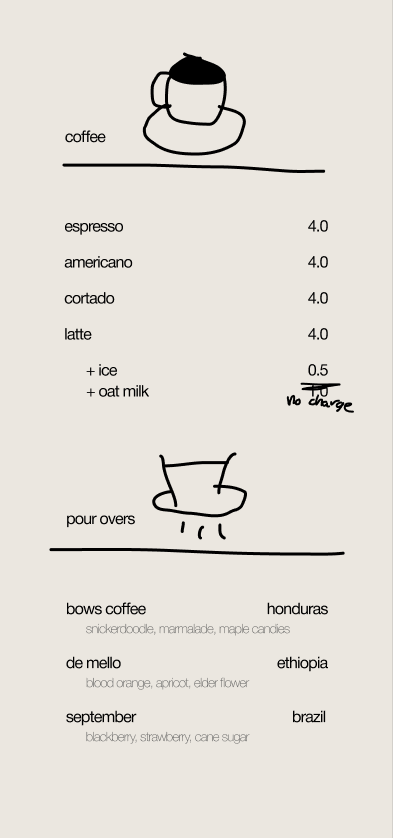 coffee
espresso 4.0
americano 4.0
cortado 4.0
latte 4.0
+ ice 0.5
+ oat milk 1.0
no charge
pour overs
bows coffee honduras
snickerdoodle, marmalade, maple candies
de mello ethiopia
blood orange, apricot, elder flower
september brazil
blackberry, strawberry, cane sugar